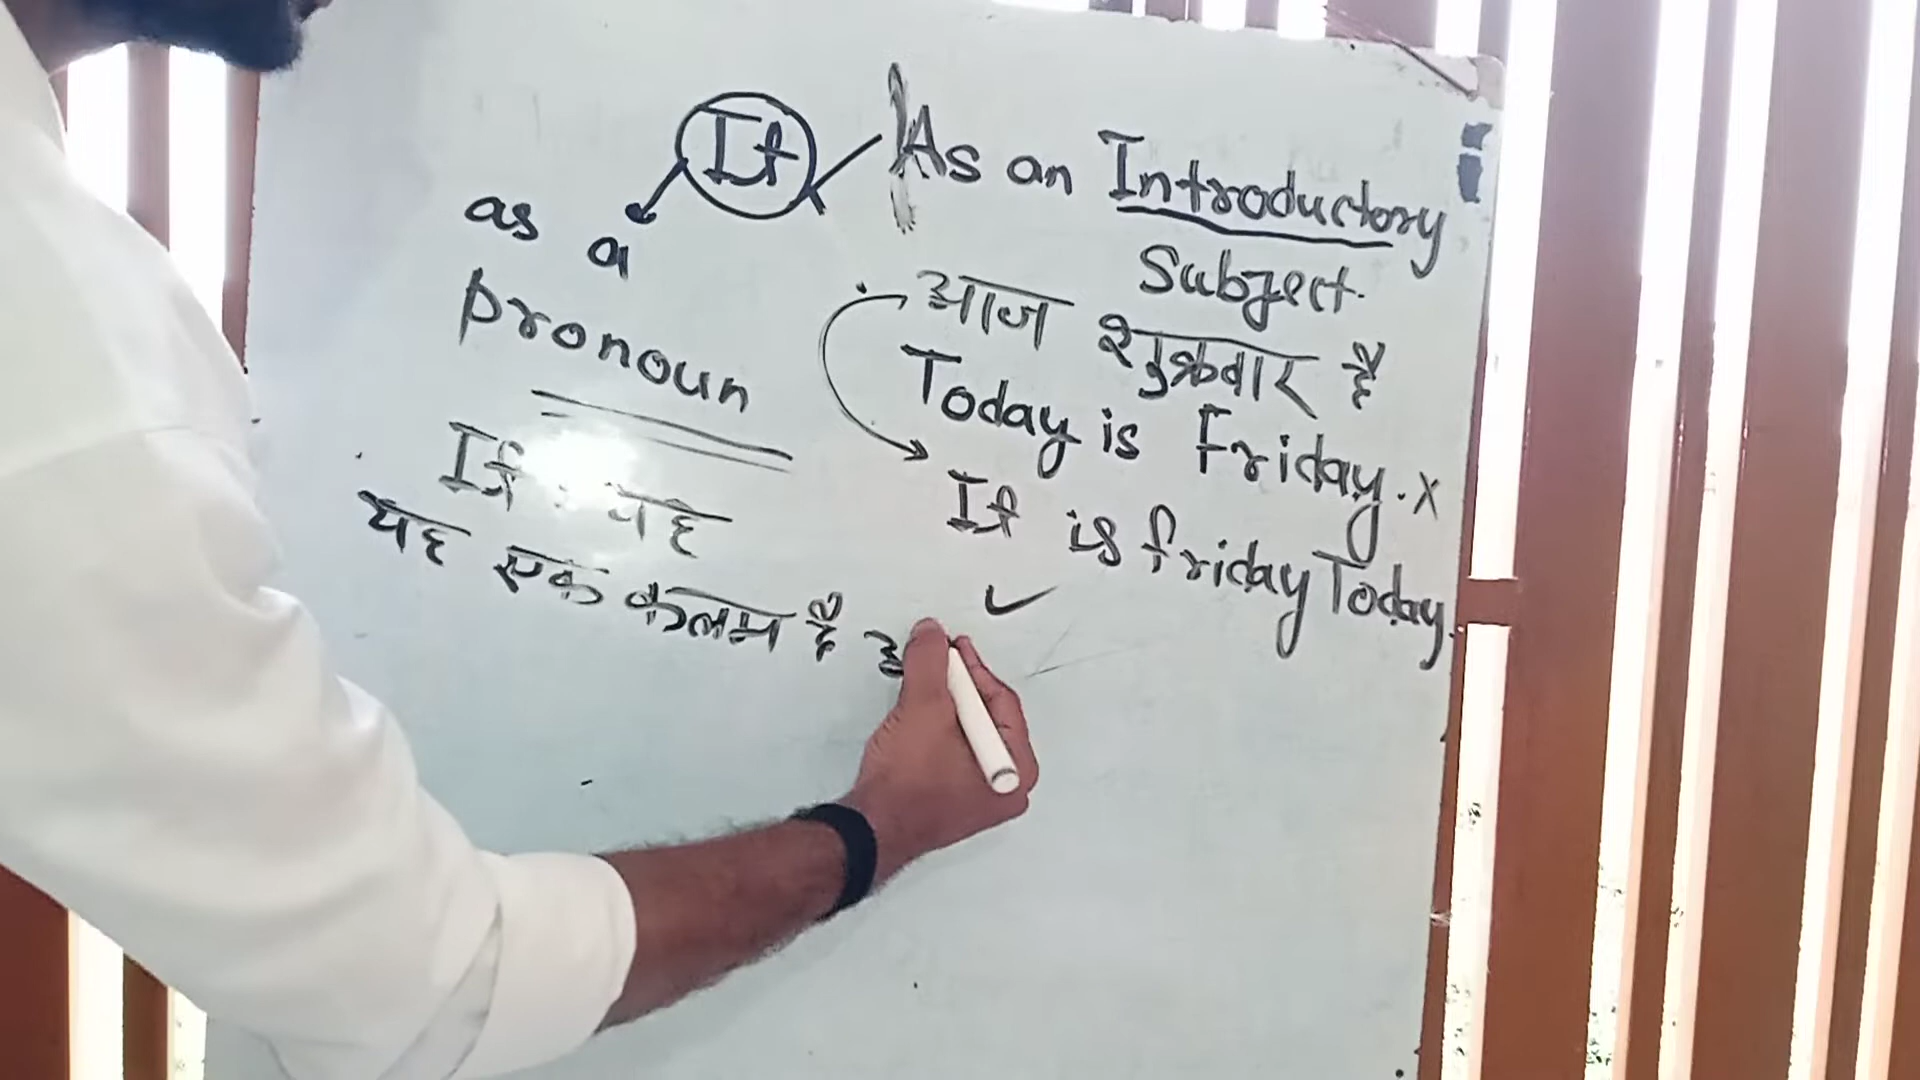 It
As an Introductory
Subject.
as a
pronoun
It : यह
यह एक कलम है
आज शुक्रवार है
Today is Friday. x
It is friday Today.